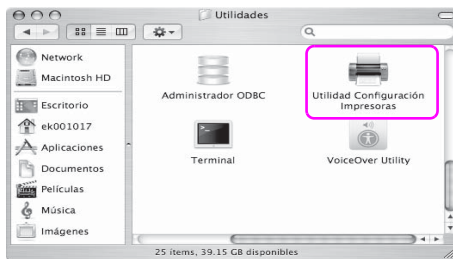 Utilidades
Network
Macintosh HD
Escritorio
ek001017
Aplicaciones
Documentos
Películas
Música
Imágenes
Administrador ODBC
Utilidad Configuración
Impresoras
Terminal
VoiceOver Utility
25 items, 39.15 GB disponibles